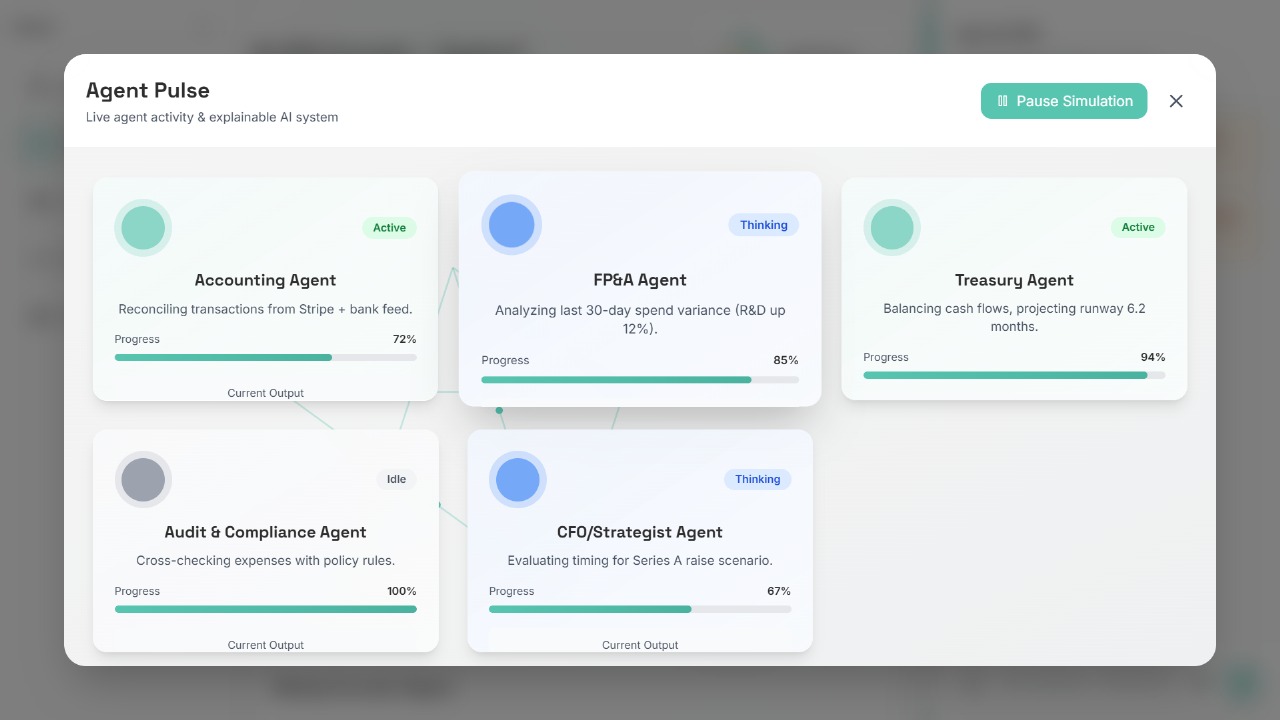 Agent Pulse
Live agent activity & explainable AI system
Pause Simulation
Active
Accounting Agent
Reconciling transactions from Stripe + bank feed.
Progress 72%
Current Output
Thinking
FP&A Agent
Analyzing last 30-day spend variance (R&D up
12%).
Progress 85%
Active
Treasury Agent
Balancing cash flows, projecting runway 6.2
months.
Progress 94%
Idle
Audit & Compliance Agent
Cross-checking expenses with policy rules.
Progress 100%
Current Output
Thinking
CFO/Strategist Agent
Evaluating timing for Series A raise scenario.
Progress 67%
Current Output